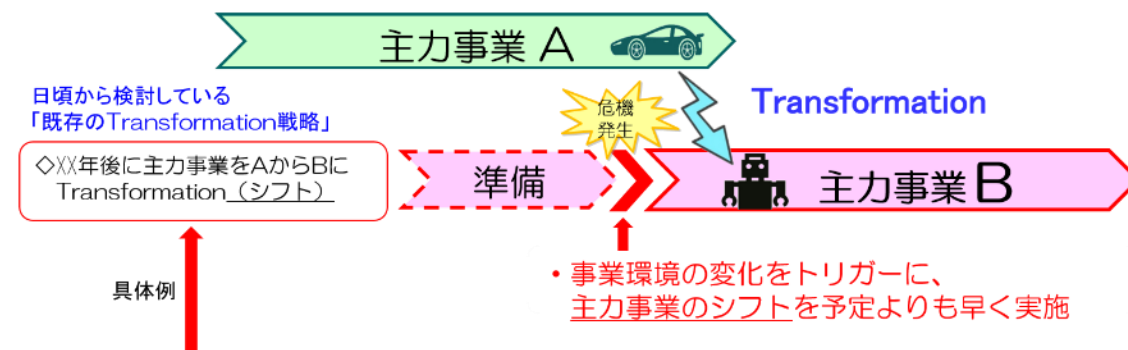 主力事業 A
日頃から検討している
「既存のTransformation戦略」
危機
発生
Transformation
◇XX年後に主力事業をAからBに
Transformation（シフト）
準備
主力事業 B
具体例
・事業環境の変化をトリガーに、
主力事業のシフトを予定よりも早く実施